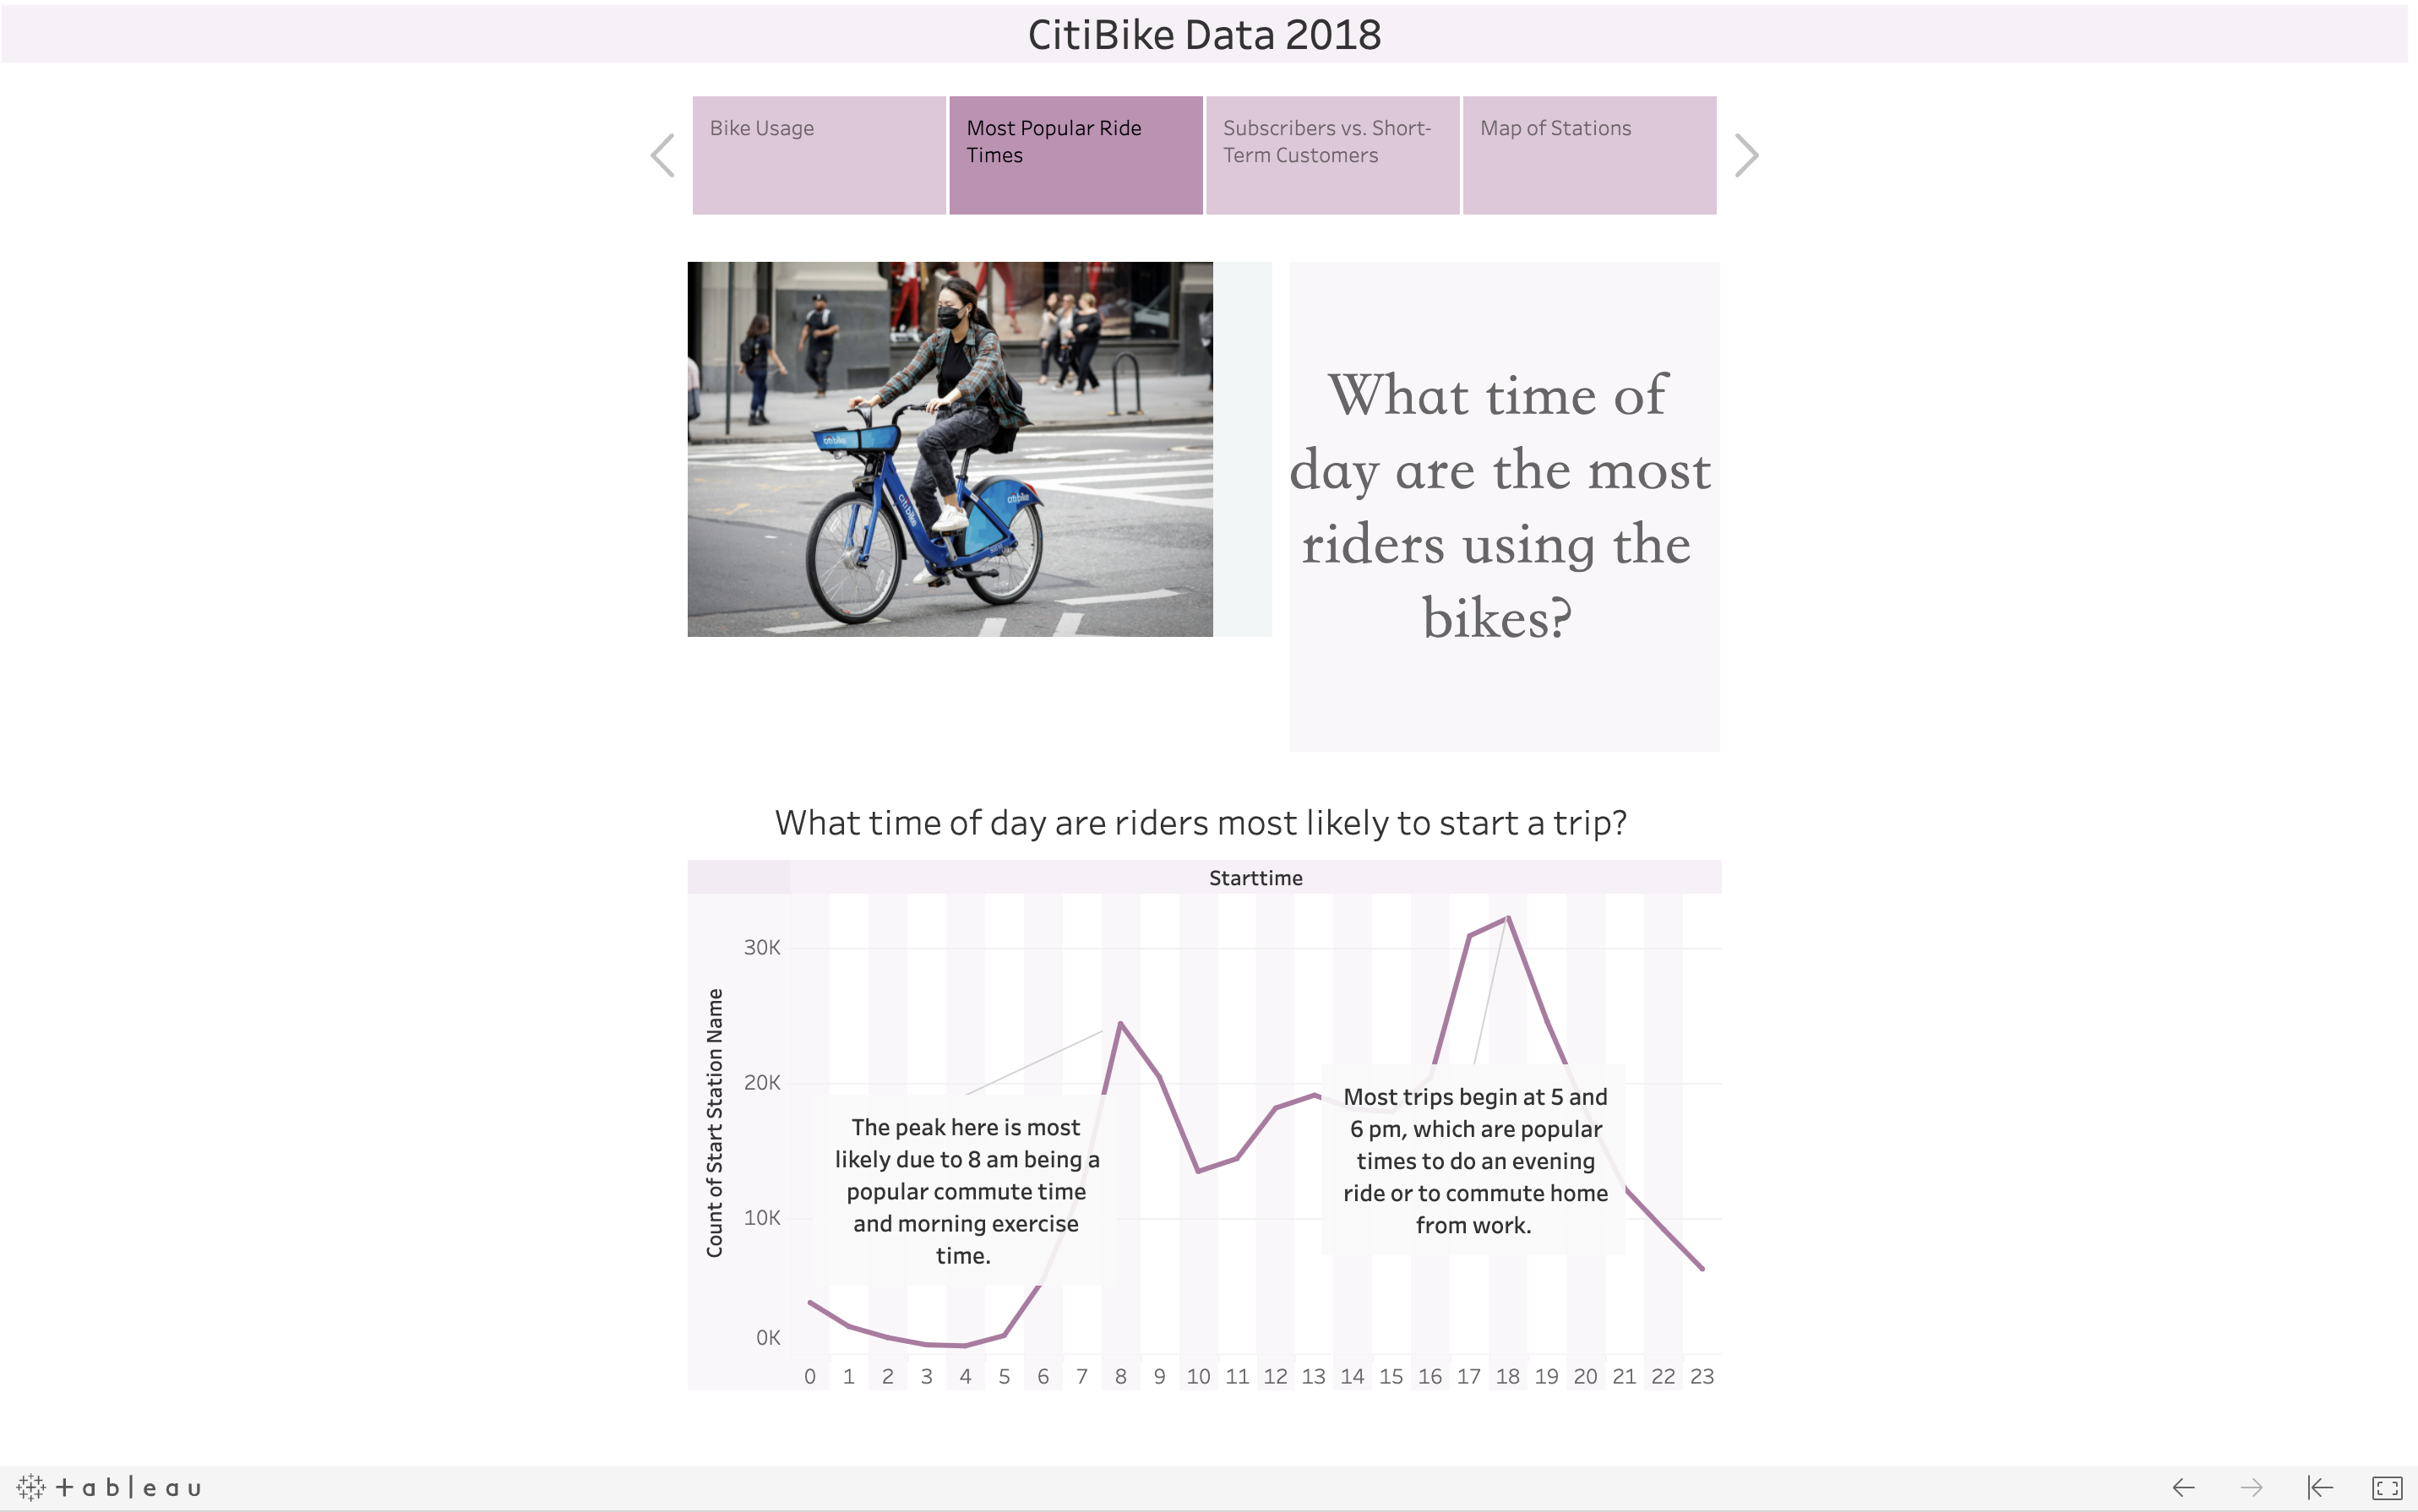 CitiBike Data 2018
Bike Usage
Most Popular Ride
Times
Subscribers vs. Short-
Term Customers
Map of Stations
citibike
citibike
citibike
What time of
day are the most
riders using the
bikes?
What time of day are riders most likely to start a trip?
Starttime
Count of Start Station Name
30K
20K
10K
0K
The peak here is most
likely due to 8 am being a
popular commute time
and morning exercise
time.
Most trips begin at 5 and
6 pm, which are popular
times to do an evening
ride or to commute home
from work.
0 1 2 3 4 5 6 7 8 9 10 11 12 13 14 15 16 17 18 19 20 21 22 23
+ a b l e a u